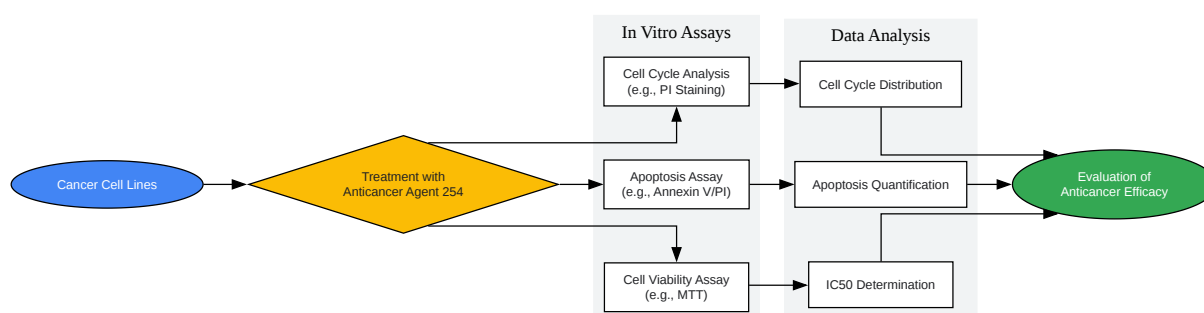 In Vitro Assays
Data Analysis
Cell Cycle Analysis
(e.g., PI Staining)
Cell Cycle Distribution
Cancer Cell Lines
Treatment with
Anticancer Agent 254
Apoptosis Assay
(e.g., Annexin V/PI)
Apoptosis Quantification
Evaluation of
Anticancer Efficacy
Cell Viability Assay
(e.g., MTT)
IC50 Determination